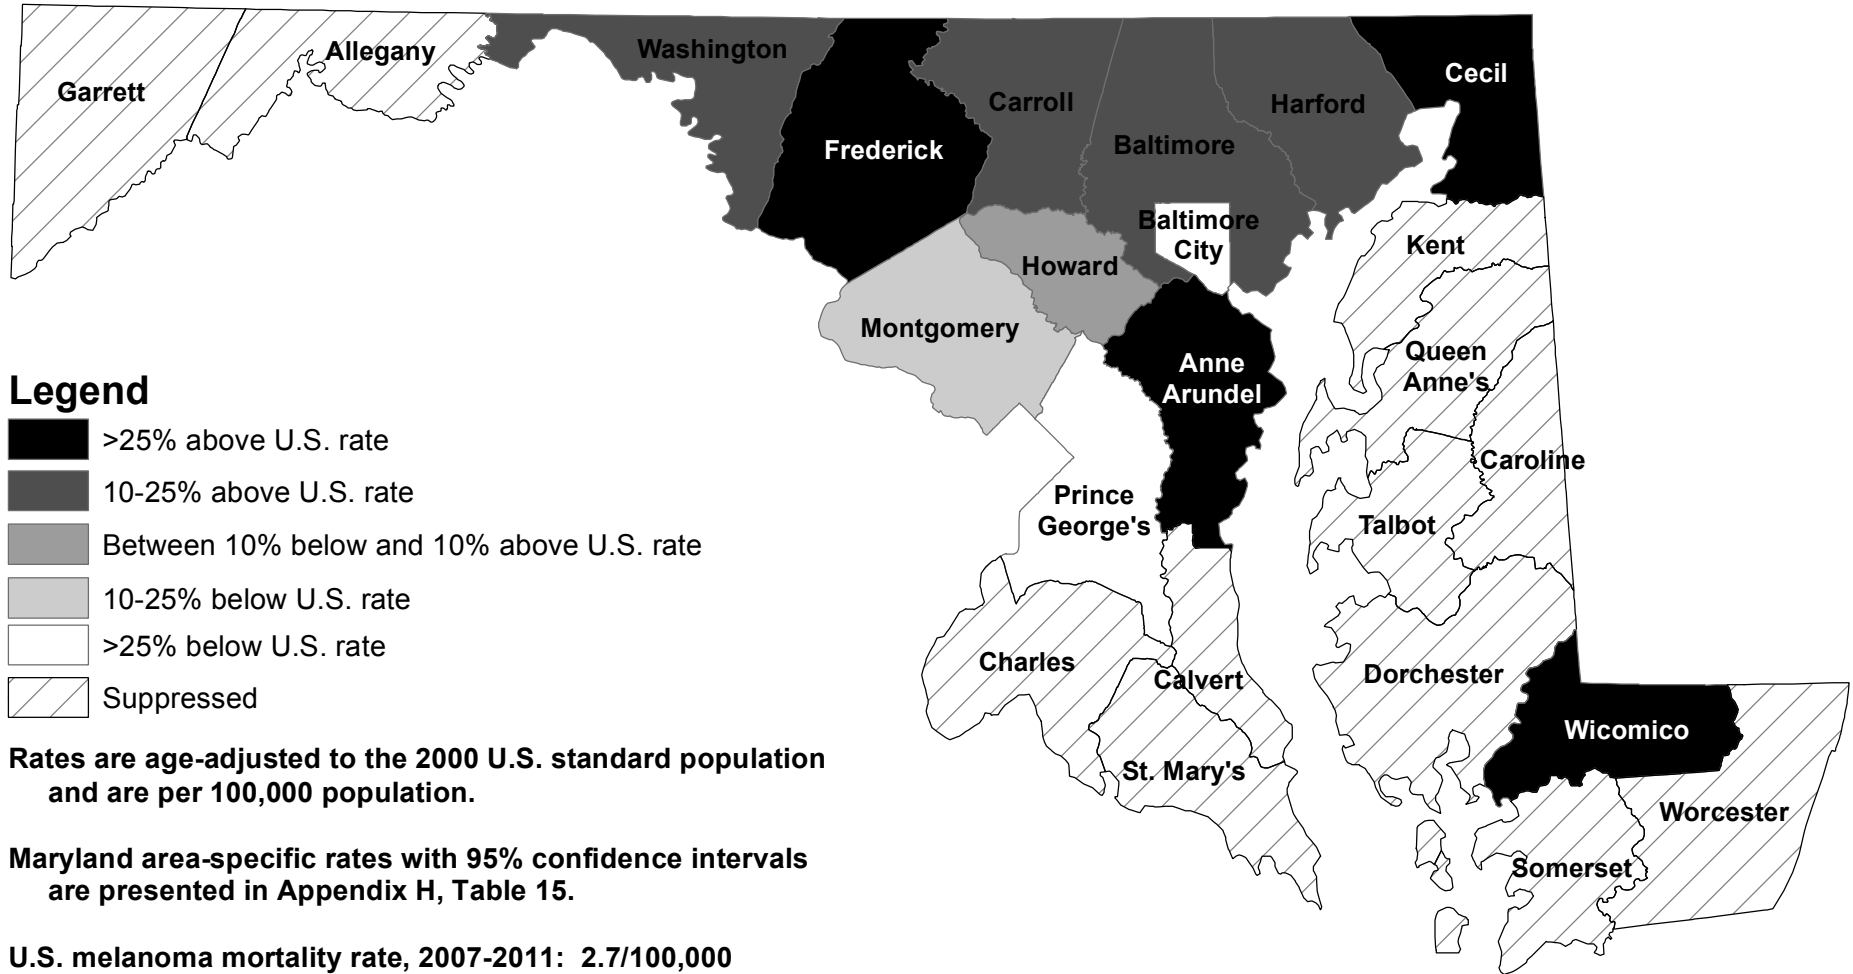 Allegany
Washington
Garrett
Cecil
Carroll
Harford
Frederick
Baltimore
Baltimore
City
Kent
Howard
Montgomery
Queen
Anne's
Anne
Arundel
Caroline
Prince
George's
Talbot
Charles
Calvert
Dorchester
Wicomico
St. Mary's
Worcester
Somerset
Legend
>25% above U.S. rate
10-25% above U.S. rate
Between 10% below and 10% above U.S. rate
10-25% below U.S. rate
>25% below U.S. rate
Suppressed
Rates are age-adjusted to the 2000 U.S. standard population
and are per 100,000 population.
Maryland area-specific rates with 95% confidence intervals
are presented in Appendix H, Table 15.
U.S. melanoma mortality rate, 2007-2011: 2.7/100,000